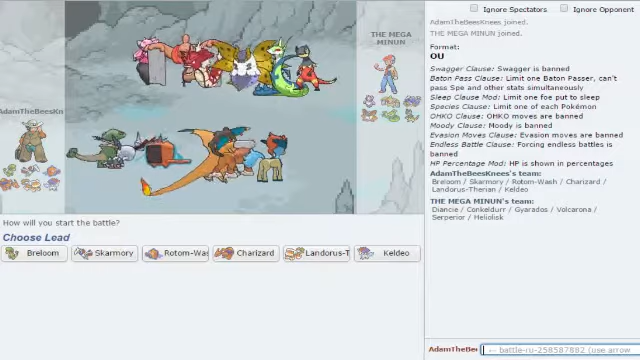 Ignore Spectators
Ignore Opponent
AdamTheBeesKnees joined.
THE MEGA MINUN joined.
Format:
OU
Swagger Clause: Swagger is banned
Baton Pass Clause: Limit one Baton Passer, can't
pass Spe and other stats simultaneously
Sleep Clause Mod: Limit one foe put to sleep
Species Clause: Limit one of each Pokémon
OHKO Clause: OHKO moves are banned
Moody Clause: Moody is banned
Evasion Moves Clause: Evasion moves are banned
Endless Battle Clause: Forcing endless battles is
banned
HP Percentage Mod: HP is shown in percentages
AdamTheBeesKnees's team:
Breloom / Skarmory / Rotom-Wash / Charizard /
Landorus-Therian / Keldeo
THE MEGA MINUN's team:
Diancie / Conkeldurr / Gyarados / Volcarona /
Serperior / Heliolisk
THE MEGA
MINUN
AdamTheBeesKn
How will you start the battle?
Choose Lead
Breloom
Skarmory
Rotom-Was
Charizard
Landorus-T
Keldeo
AdamTheBee
battle-ru-258587882 (use arrow